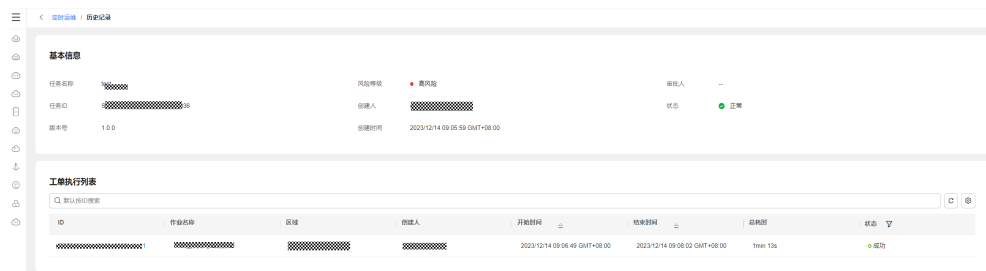 定时运维 / 历史记录
基本信息
任务名称 风险等级 高风险 审批人 --
任务ID 36 创建人 状态 正常
版本号 1.0.0 创建时间 2023/12/14 09:05:59 GMT+08:00
工单执行列表
默认按ID搜索
ID 作业名称 区域 创建人 开始时间 结束时间 总耗时 状态
1 2023/12/14 09:06:49 GMT+08:00 2023/12/14 09:08:02 GMT+08:00 1min 13s 成功